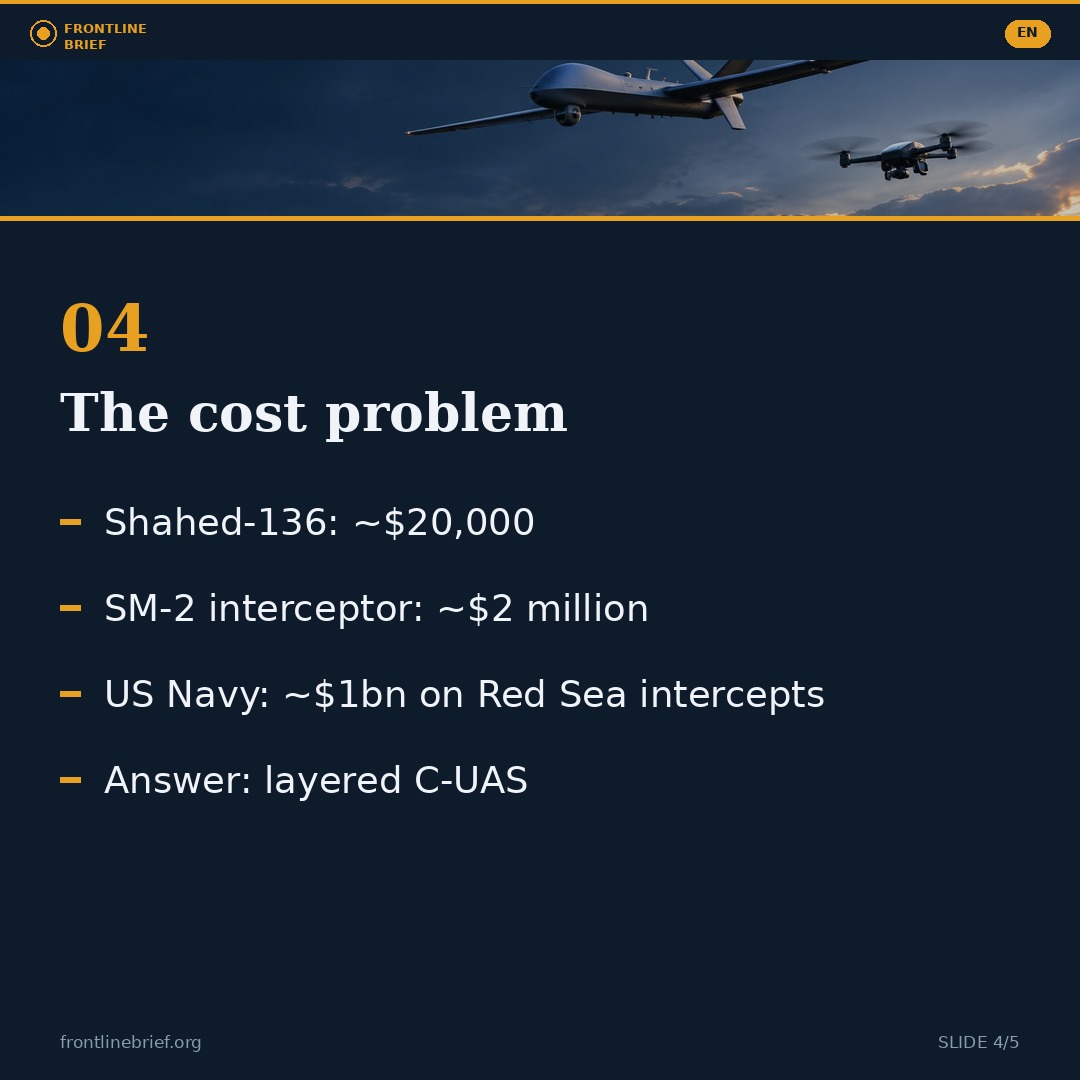 FRONTLINE
BRIEF
EN
04
The cost problem
Shahed-136: ~$20,000
SM-2 interceptor: ~$2 million
US Navy: ~$1bn on Red Sea intercepts
Answer: layered C-UAS
frontlinebrief.org
SLIDE 4/5